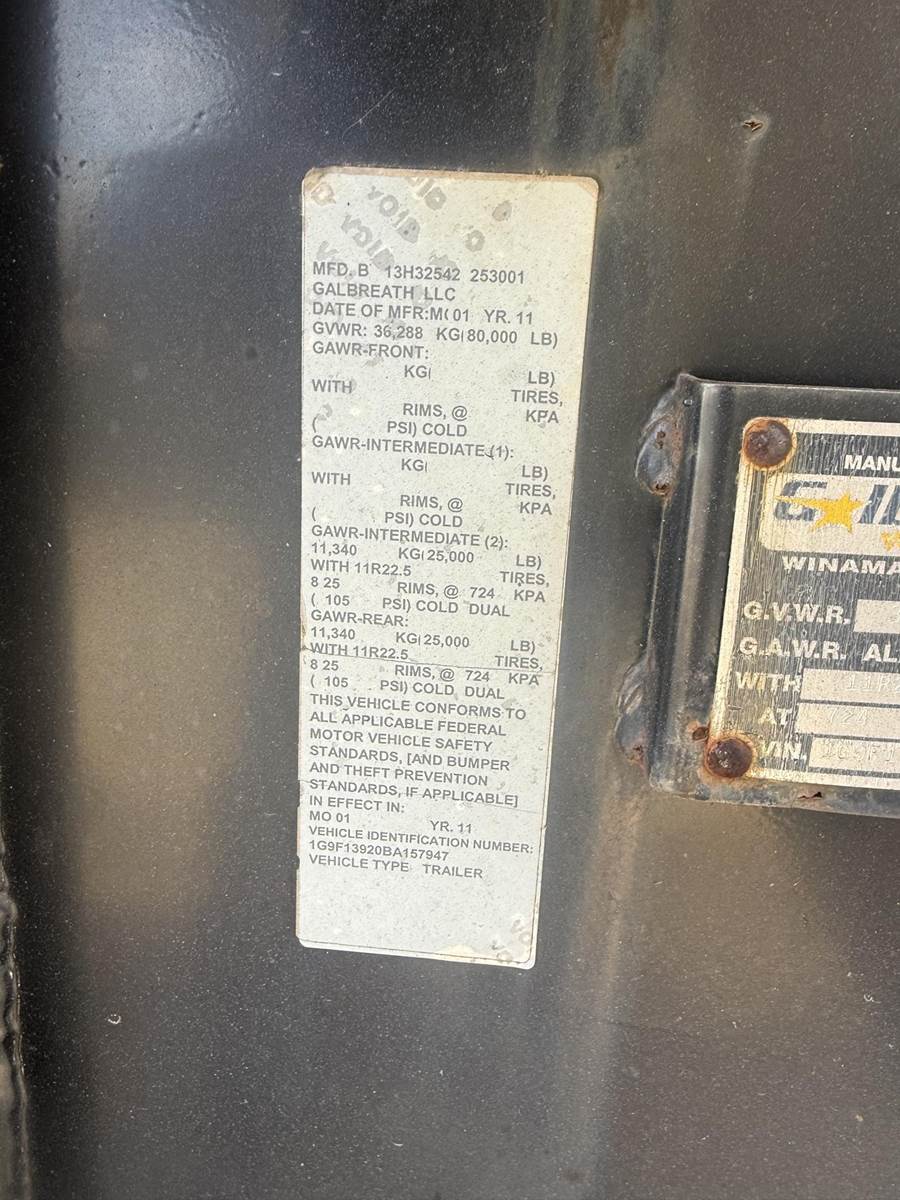 VOID
VOID
VOID
MFD. B 13H32542 253001
GALBREATH LLC
DATE OF MFR:M( 01 YR. 11
GVWR: 36,288 KG( 80,000 LB)
GAWR-FRONT:
KG( LB)
WITH TIRES,
RIMS, @ KPA
( PSI) COLD
GAWR-INTERMEDIATE (1):
KG( LB)
WITH TIRES,
RIMS, @ KPA
( PSI) COLD
GAWR-INTERMEDIATE (2):
11,340 KG( 25,000 LB)
WITH 11R22.5 TIRES,
8 25 RIMS, @ 724 KPA
( 105 PSI) COLD DUAL
GAWR-REAR:
11,340 KG( 25,000 LB)
WITH 11R22.5 TIRES,
8 25 RIMS, @ 724 KPA
( 105 PSI) COLD DUAL
THIS VEHICLE CONFORMS TO
ALL APPLICABLE FEDERAL
MOTOR VEHICLE SAFETY
STANDARDS, [AND BUMPER
AND THEFT PREVENTION
STANDARDS, IF APPLICABLE]
IN EFFECT IN:
MO 01 YR. 11
VEHICLE IDENTIFICATION NUMBER:
1G9F13920BA157947
VEHICLE TYPE TRAILER
MANU
WINAMA
G.V.W.R.
G.A.W.R. AL
WITH 11R2
AT 724
VIN.